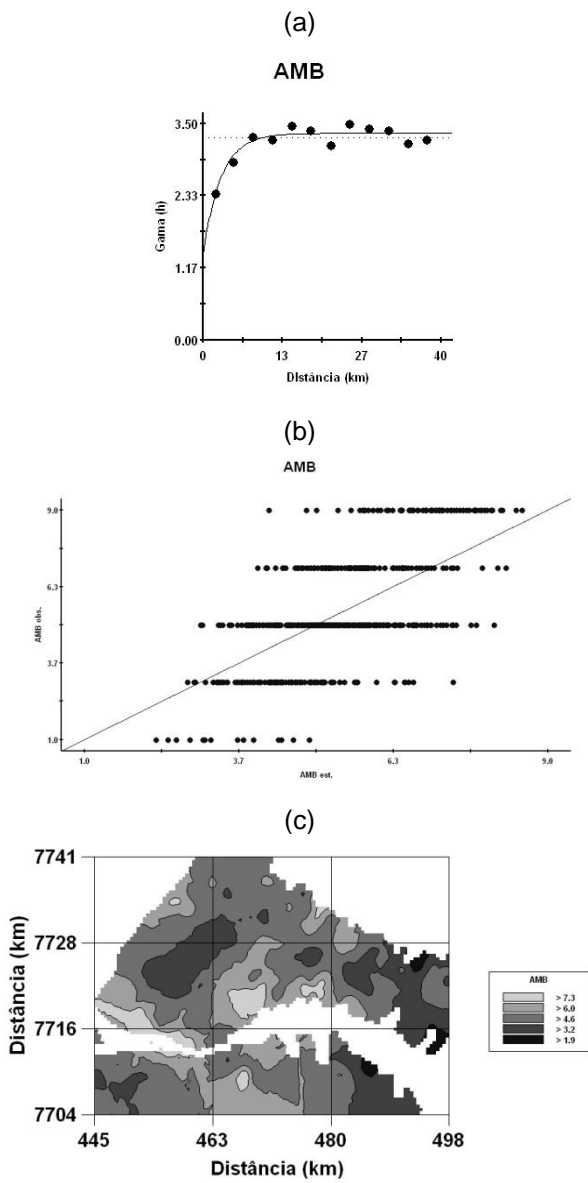 (a)
AMB
3.50
2.33
1.17
0.00
Gama (h)
0 13 27 40
Distância (km)
(b)
AMB
9.0
6.3
3.7
1.0
AMB obs.
1.0 3.7 6.3 9.0
AMB est.
(c)
7741
7728
7716
7704
Distância (km)
445 463 480 498
Distância (km)
AMB
> 7.3
> 6.0
> 4.6
> 3.2
> 1.9